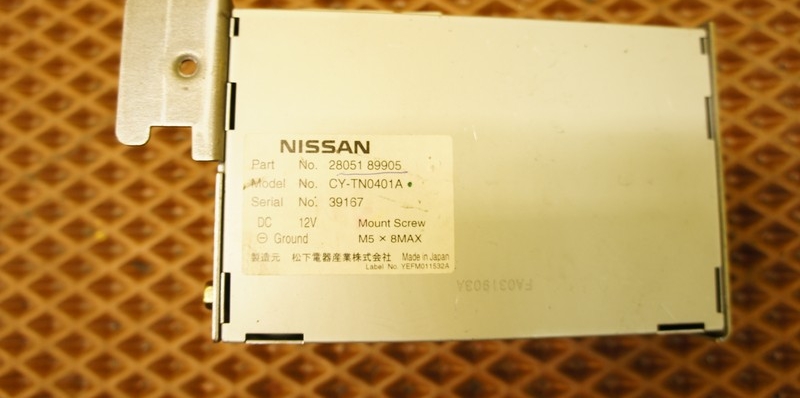 NISSAN
Part No. 28051 89905
Model No. CY-TN0401A
Serial No. 39167
DC 12V Mount Screw
⊖ Ground M5 × 8MAX
製造元 松下電器産業株式会社 Made in Japan
Label No. YEFM011532A
FA031903A